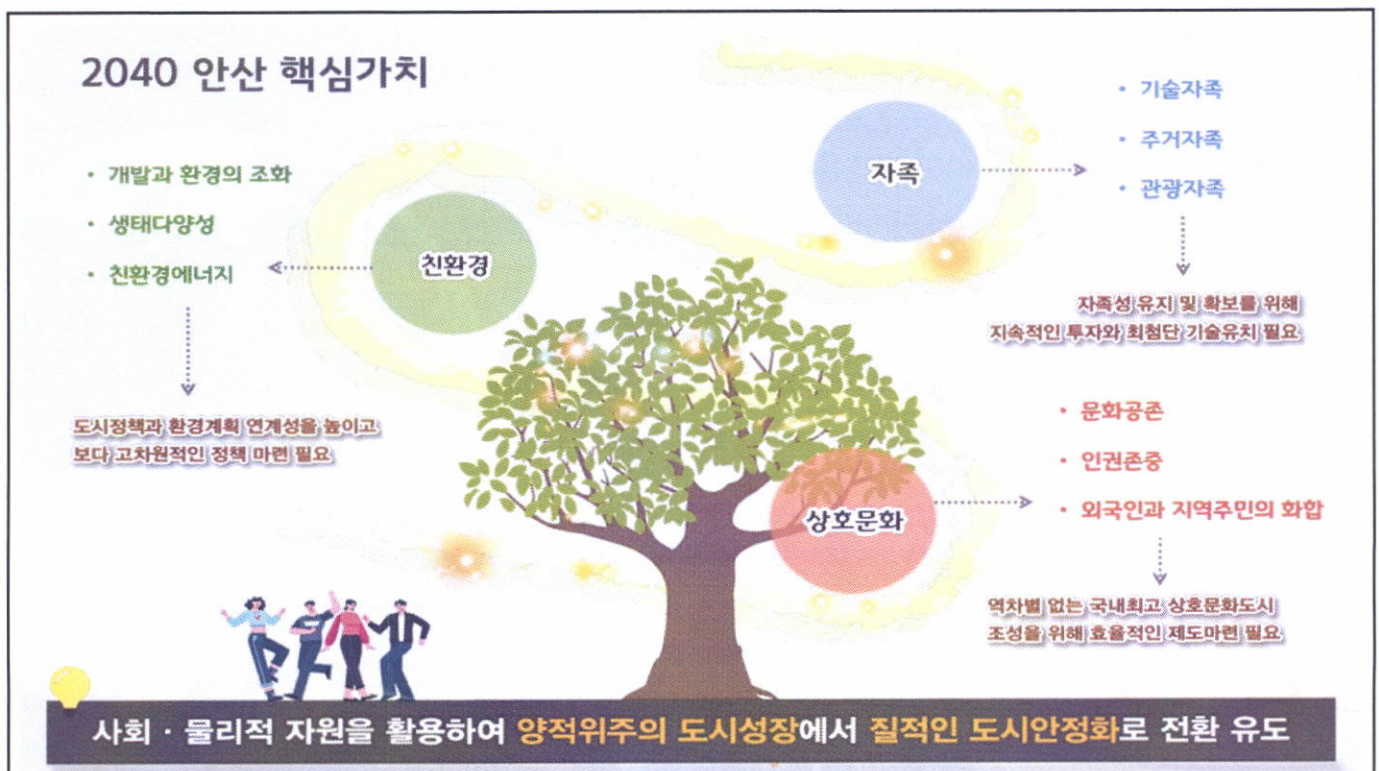 2040 안산 핵심가치
• 개발과 환경의 조화
• 생태다양성
• 친환경에너지
친환경
도시정책과 환경계획 연계성을 높이고
보다 고차원적인 정책 마련 필요
자족
• 기술자족
• 주거자족
• 관광자족
자족성 유지 및 확보를 위해
지속적인 투자와 최첨단 기술유치 필요
상호문화
• 문화공존
• 인권존중
• 외국인과 지역주민의 화합
역차별 없는 국내최고 상호문화도시
조성을 위해 효율적인 제도마련 필요
사회 · 물리적 자원을 활용하여 양적위주의 도시성장에서 질적인 도시안정화로 전환 유도